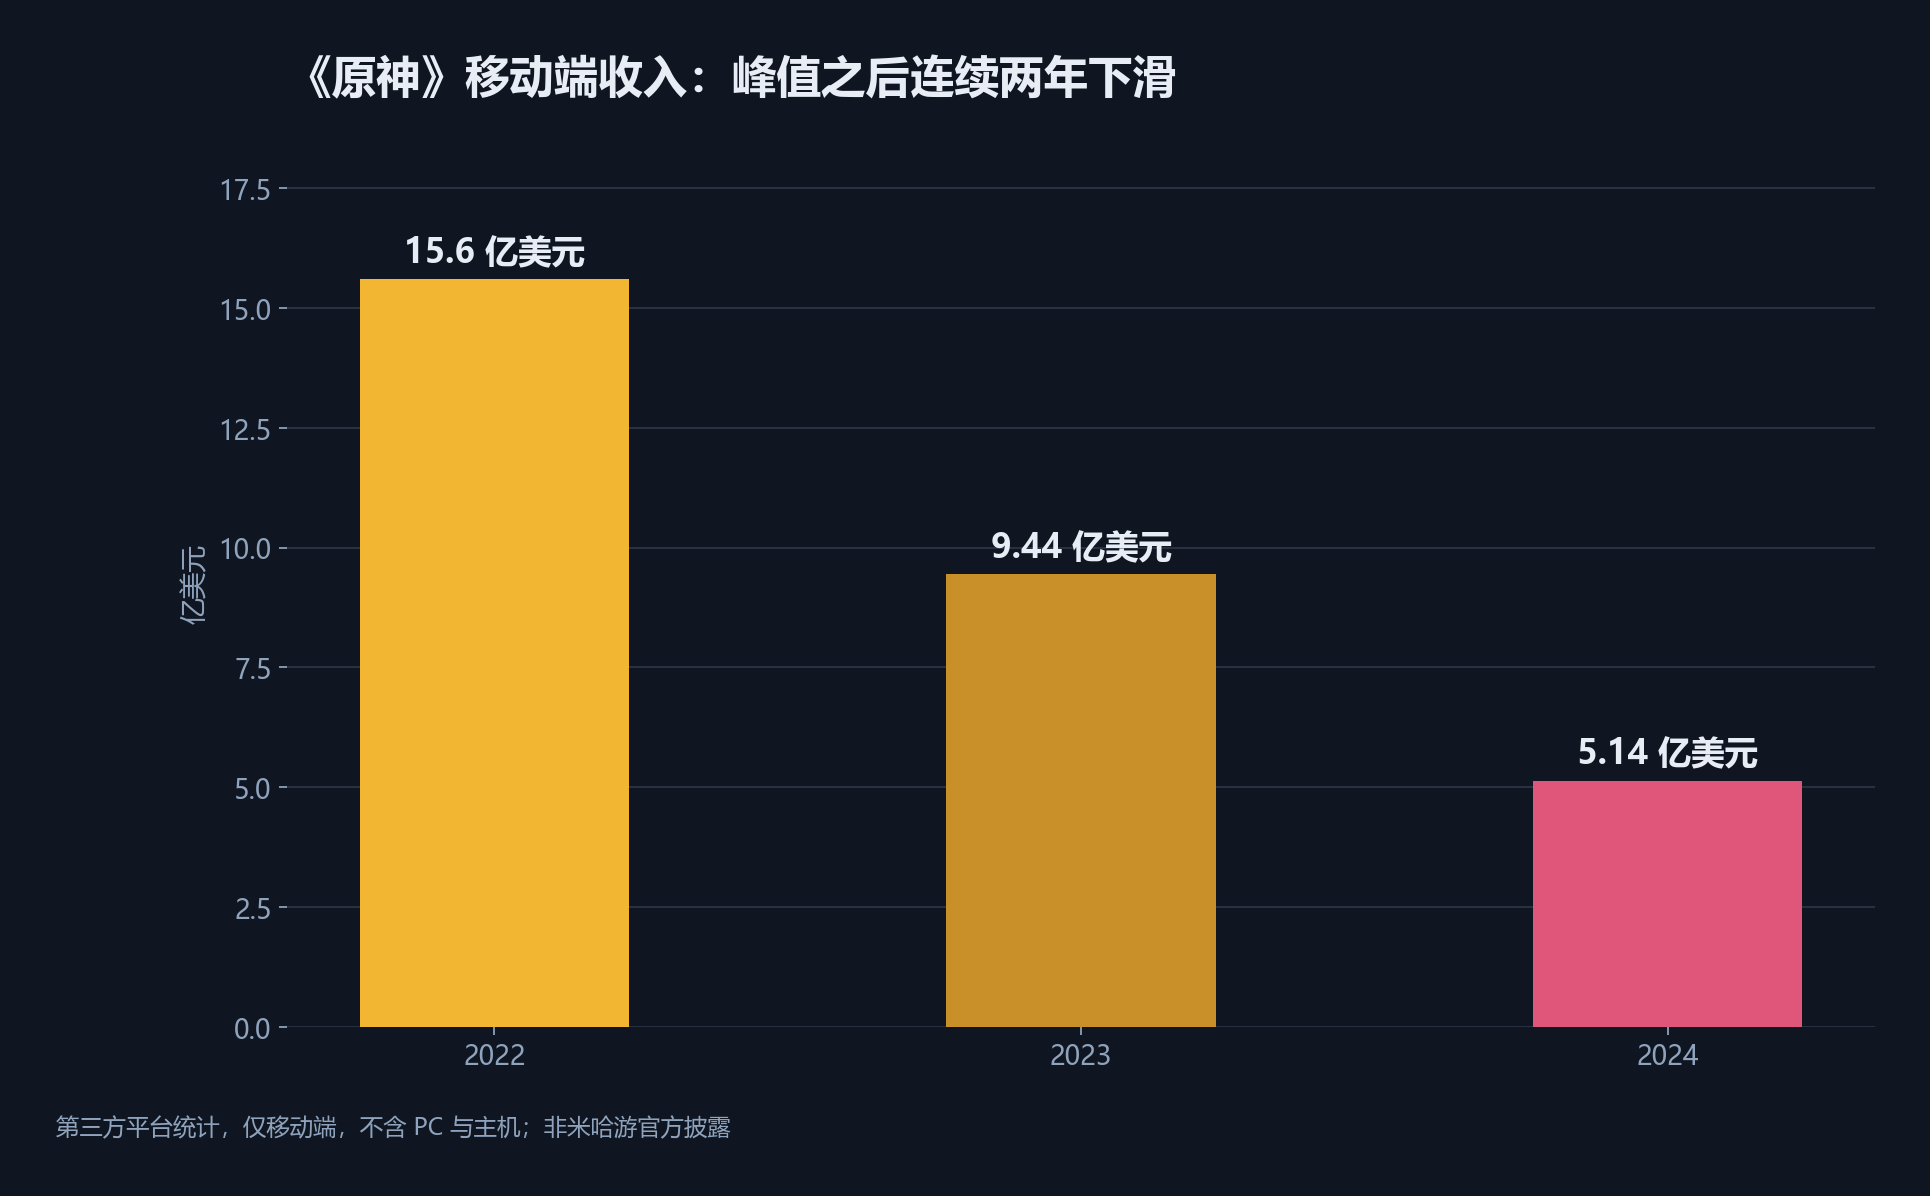 《原神》移动端收入：峰值之后连续两年下滑
亿美元
17.5
15.0
12.5
10.0
7.5
5.0
2.5
0.0
15.6 亿美元
9.44 亿美元
5.14 亿美元
2022
2023
2024
第三方平台统计，仅移动端，不含 PC 与主机；非米哈游官方披露